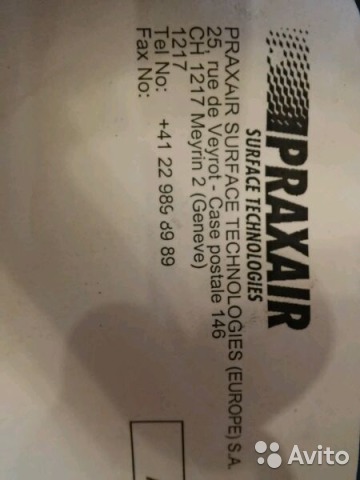 PRAXAIR
SURFACE TECHNOLOGIES
PRAXAIR SURFACE TECHNOLOGIES (EUROPE) S.A.
25, rue de Veyrot - Case postale 146
CH 1217 Meyrin 2 (Geneve)
1217
Tel No: +41 22 989 89 89
Fax No:
Avito